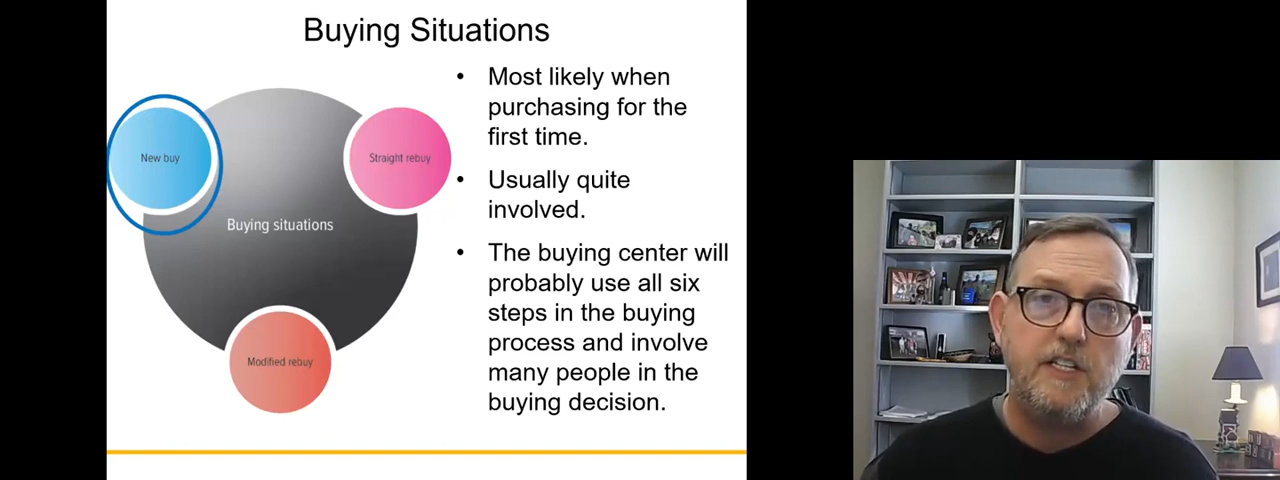 Buying Situations
New buy
Straight rebuy
Buying situations
Modified rebuy
• Most likely when
purchasing for the
first time.
• Usually quite
involved.
• The buying center will
probably use all six
steps in the buying
process and involve
many people in the
buying decision.